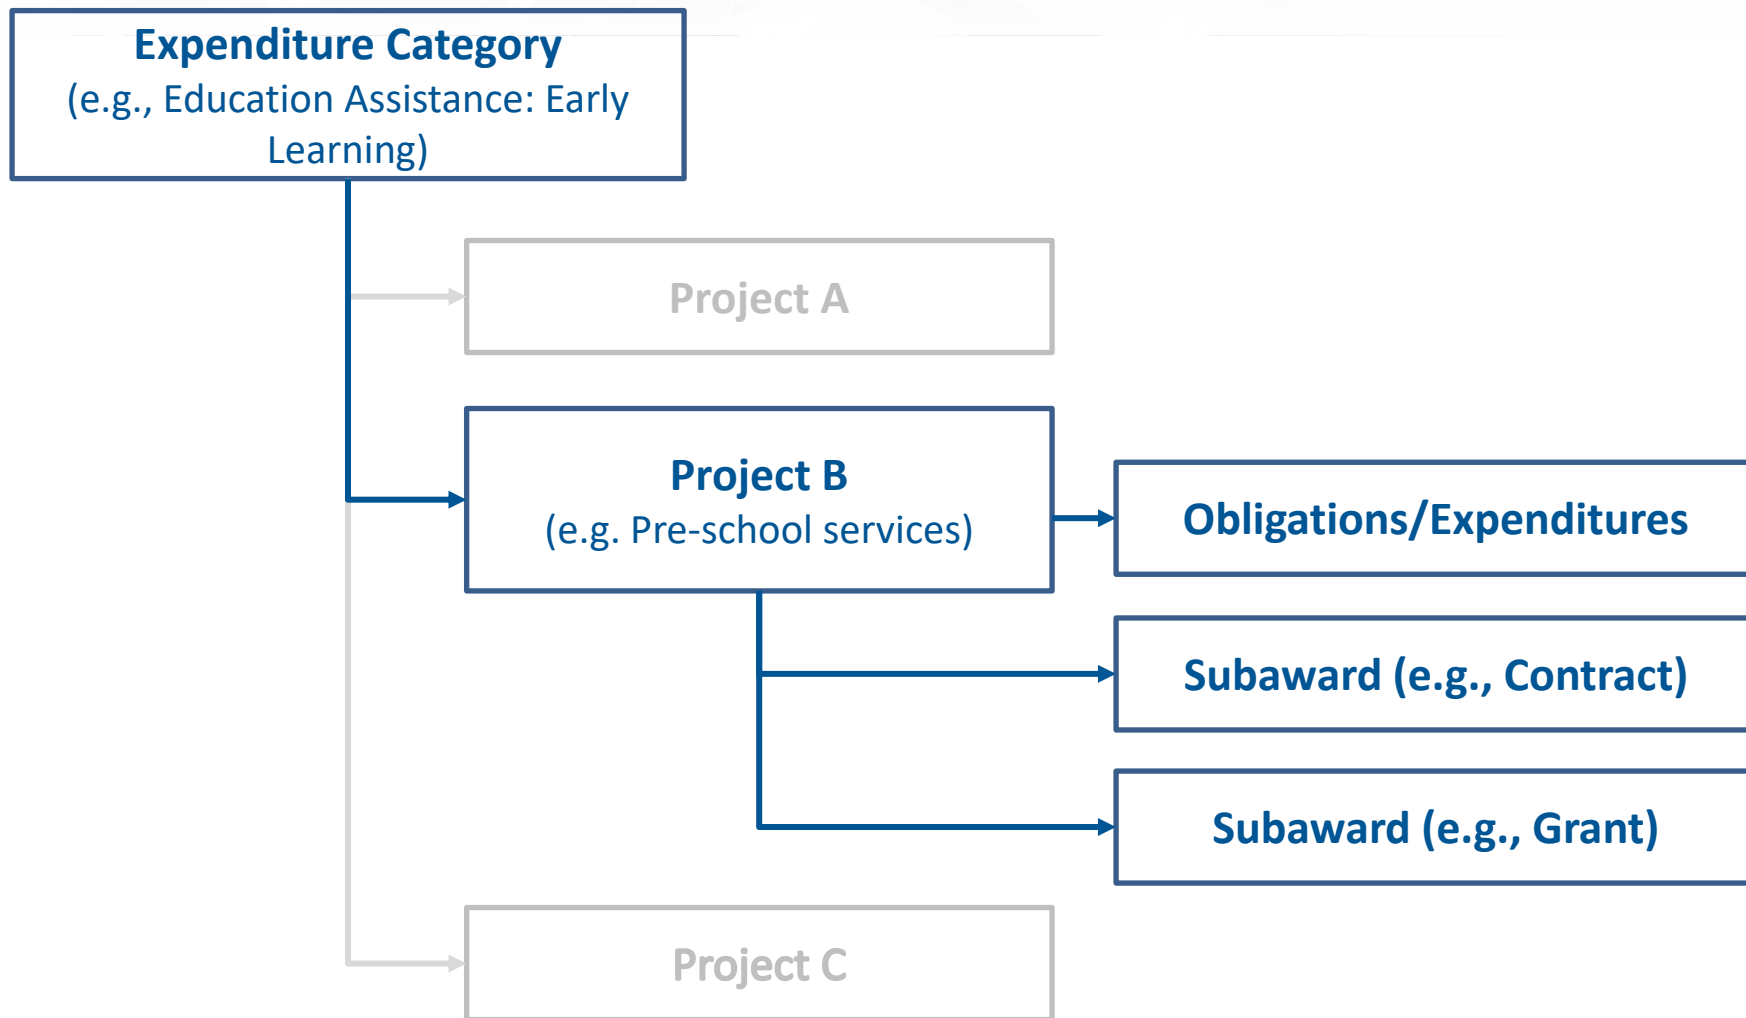 Expenditure Category
(e.g., Education Assistance: Early
Learning)
Project A
Project B
(e.g. Pre-school services)
Obligations/Expenditures
Subaward (e.g., Contract)
Subaward (e.g., Grant)
Project C